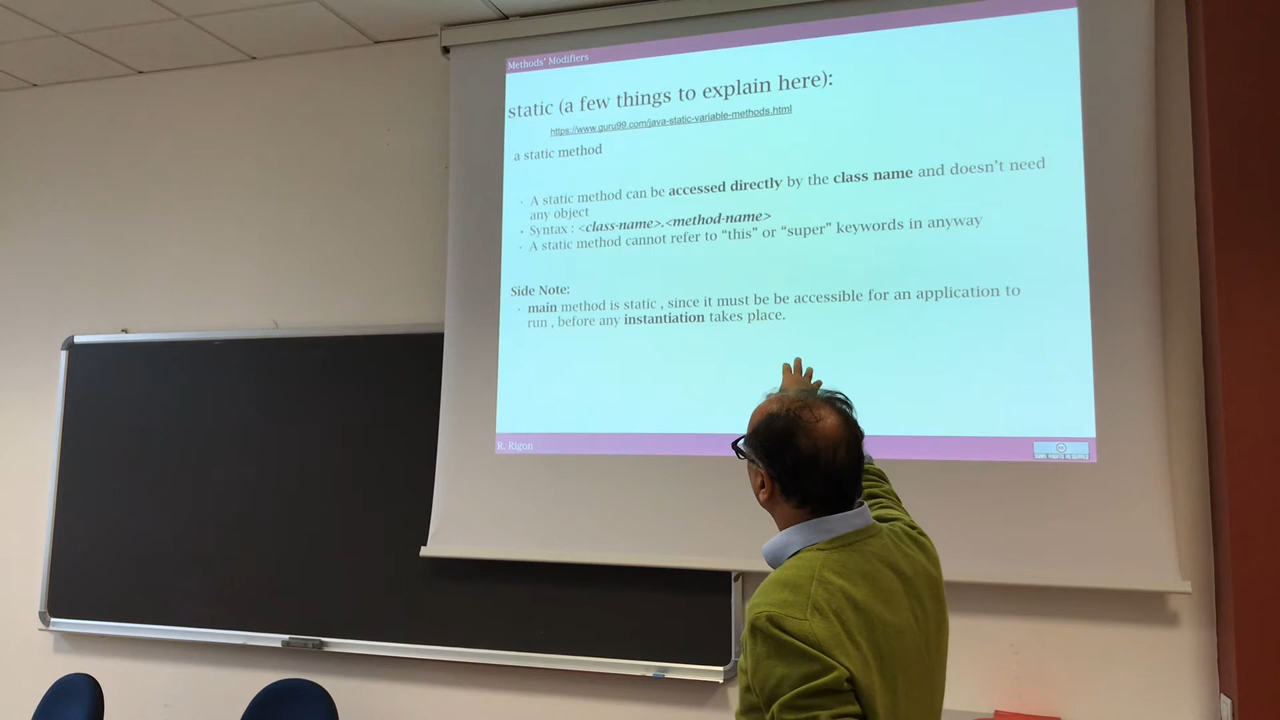 Methods' Modifiers
static (a few things to explain here):
https://www.guru99.com/java-static-variable-methods.html
a static method
· A static method can be accessed directly by the class name and doesn't need
any object
· Syntax : <class-name>.<method-name>
· A static method cannot refer to "this" or "super" keywords in anyway
Side Note:
· main method is static , since it must be be accessible for an application to
run , before any instantiation takes place.
R. Rigon